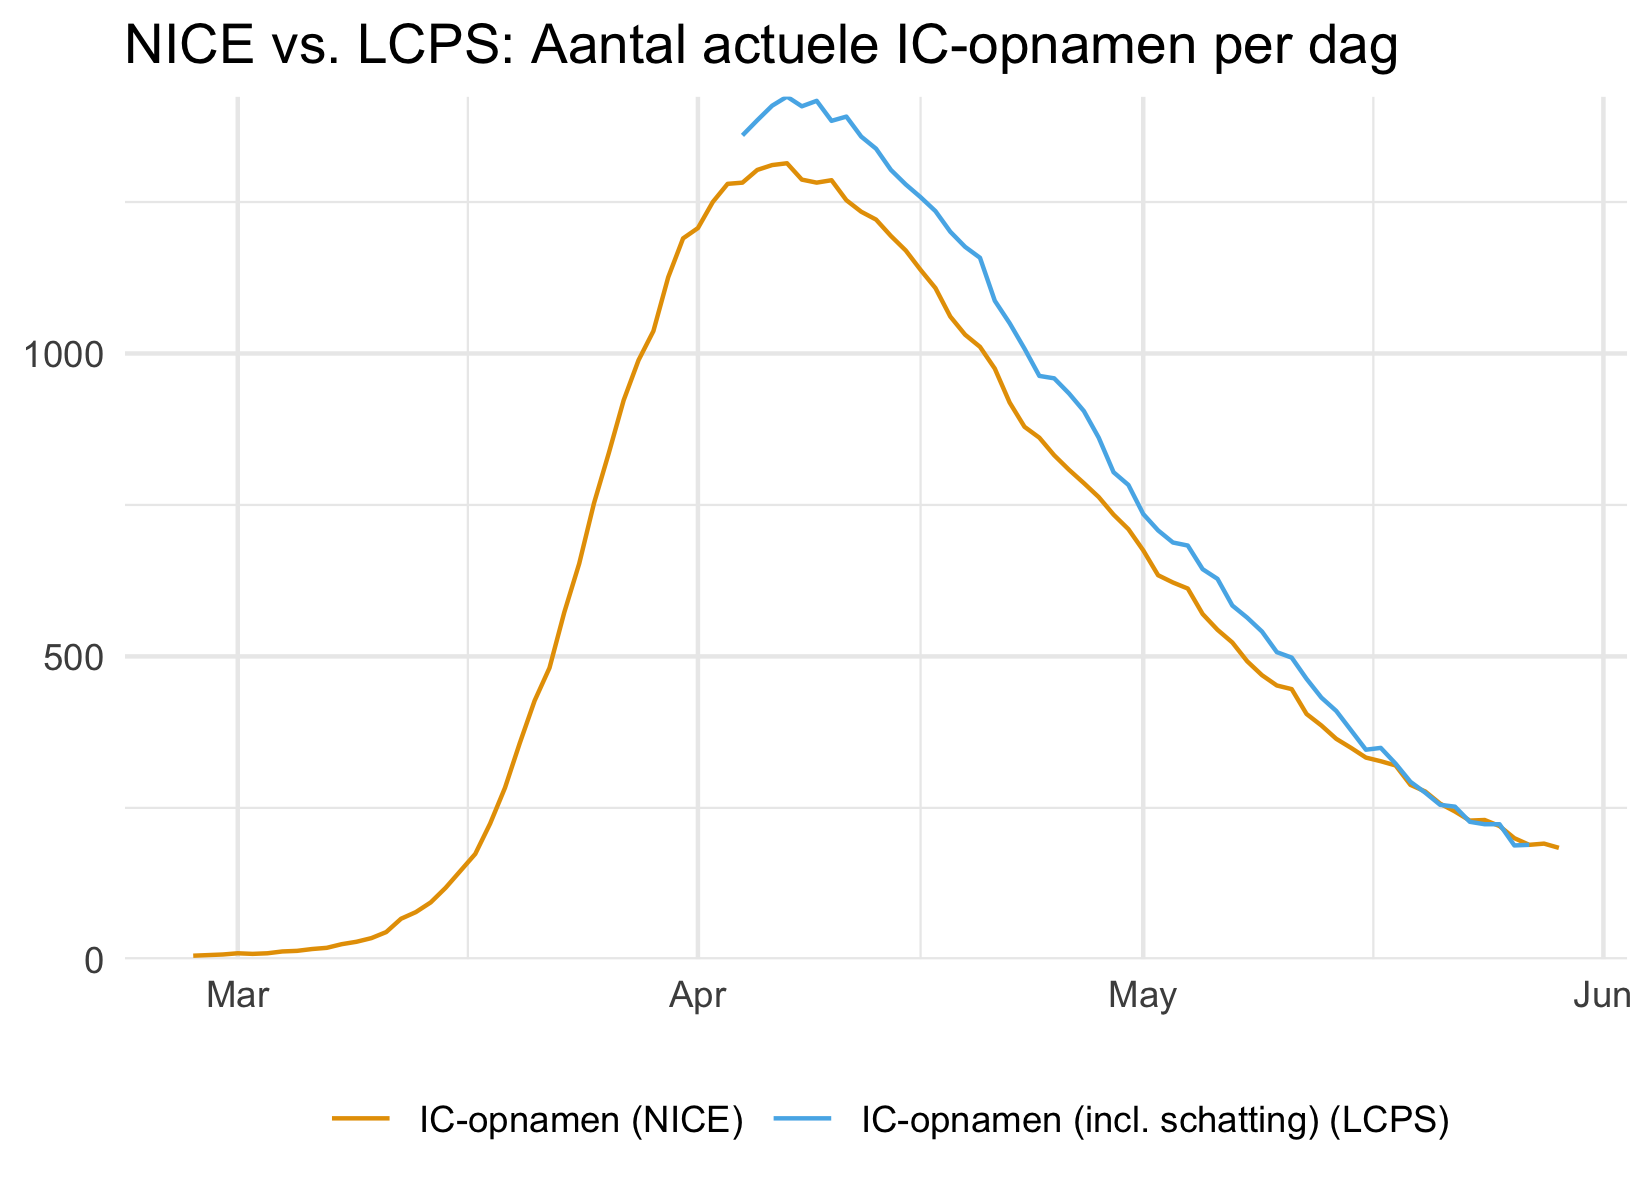 NICE vs. LCPS: Aantal actuele IC-opnamen per dag
1000
500
0
Mar Apr May Jun
IC-opnamen (NICE) IC-opnamen (incl. schatting) (LCPS)